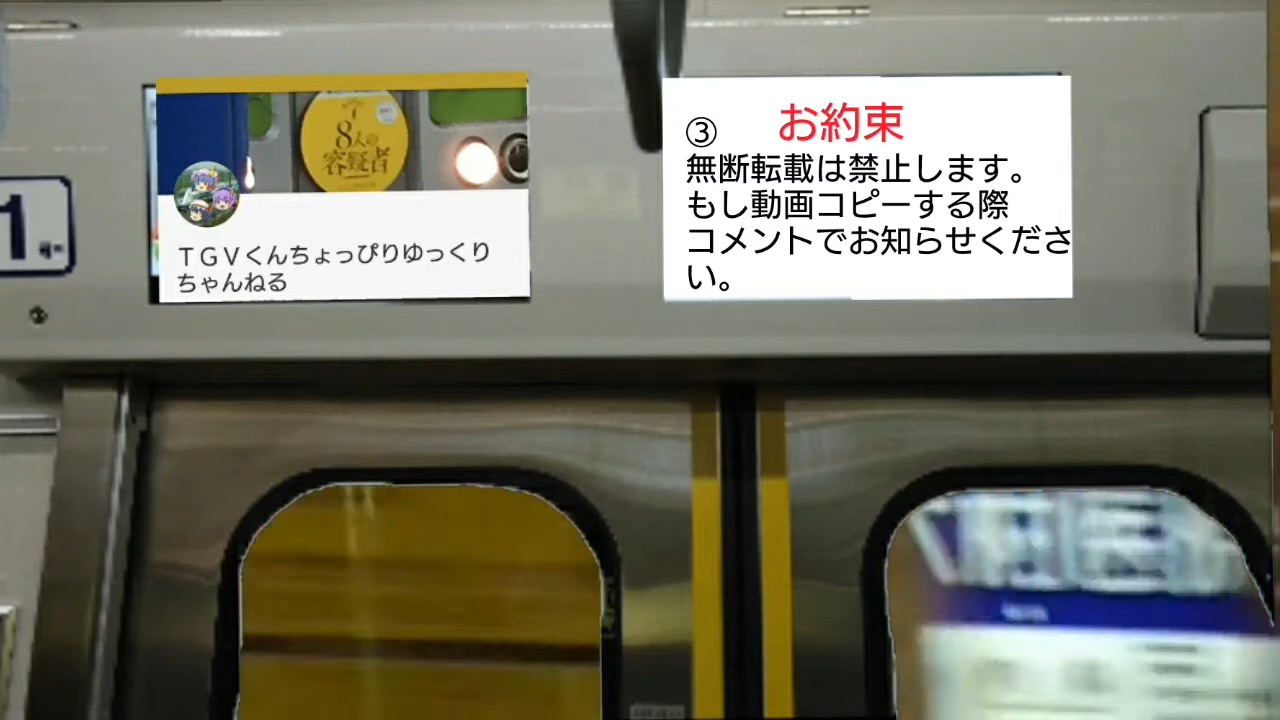 1
8人の
容疑者
ＴＧＶくんちょっぴりゆっくり
ちゃんねる
③ お約束
無断転載は禁止します。
もし動画コピーする際
コメントでお知らせくださ
い。